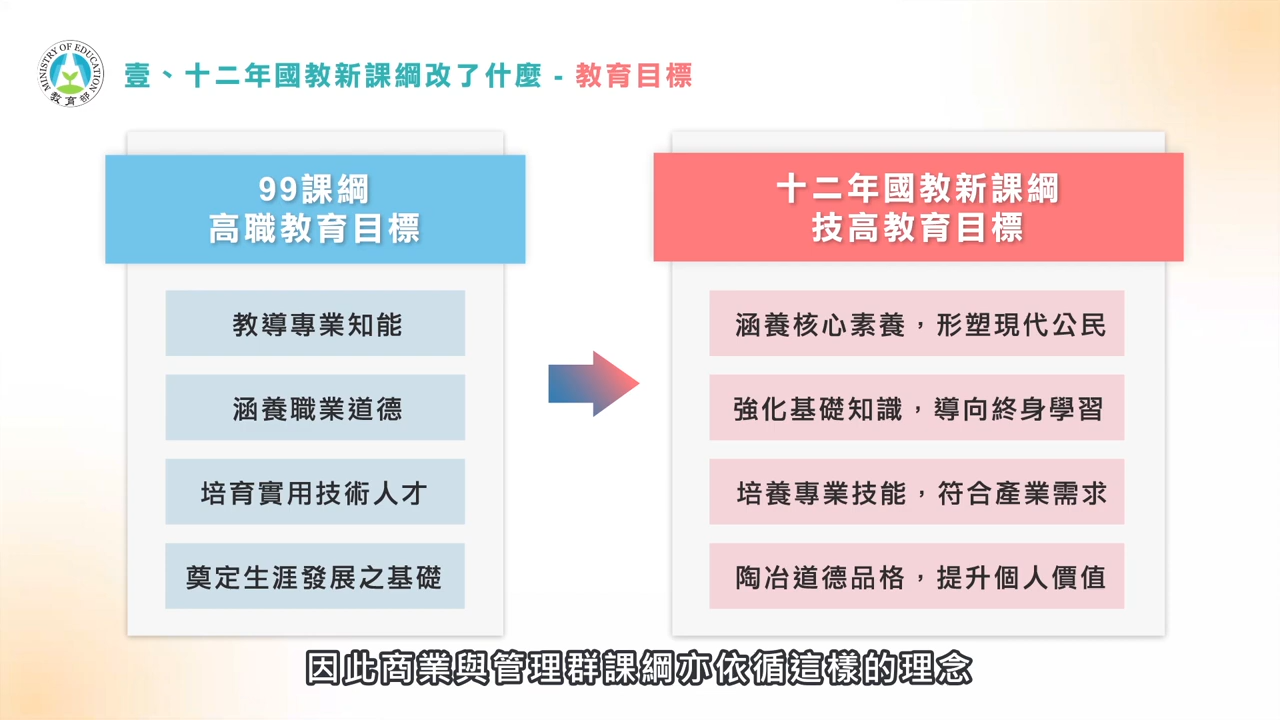 MINISTRY OF EDUCATION
教育部
壹、十二年國教新課綱改了什麼 - 教育目標
99課綱
高職教育目標
教導專業知能
涵養職業道德
培育實用技術人才
奠定生涯發展之基礎
十二年國教新課綱
技高教育目標
涵養核心素養，形塑現代公民
強化基礎知識，導向終身學習
培養專業技能，符合產業需求
陶冶道德品格，提升個人價值
因此商業與管理群課綱亦依循這樣的理念